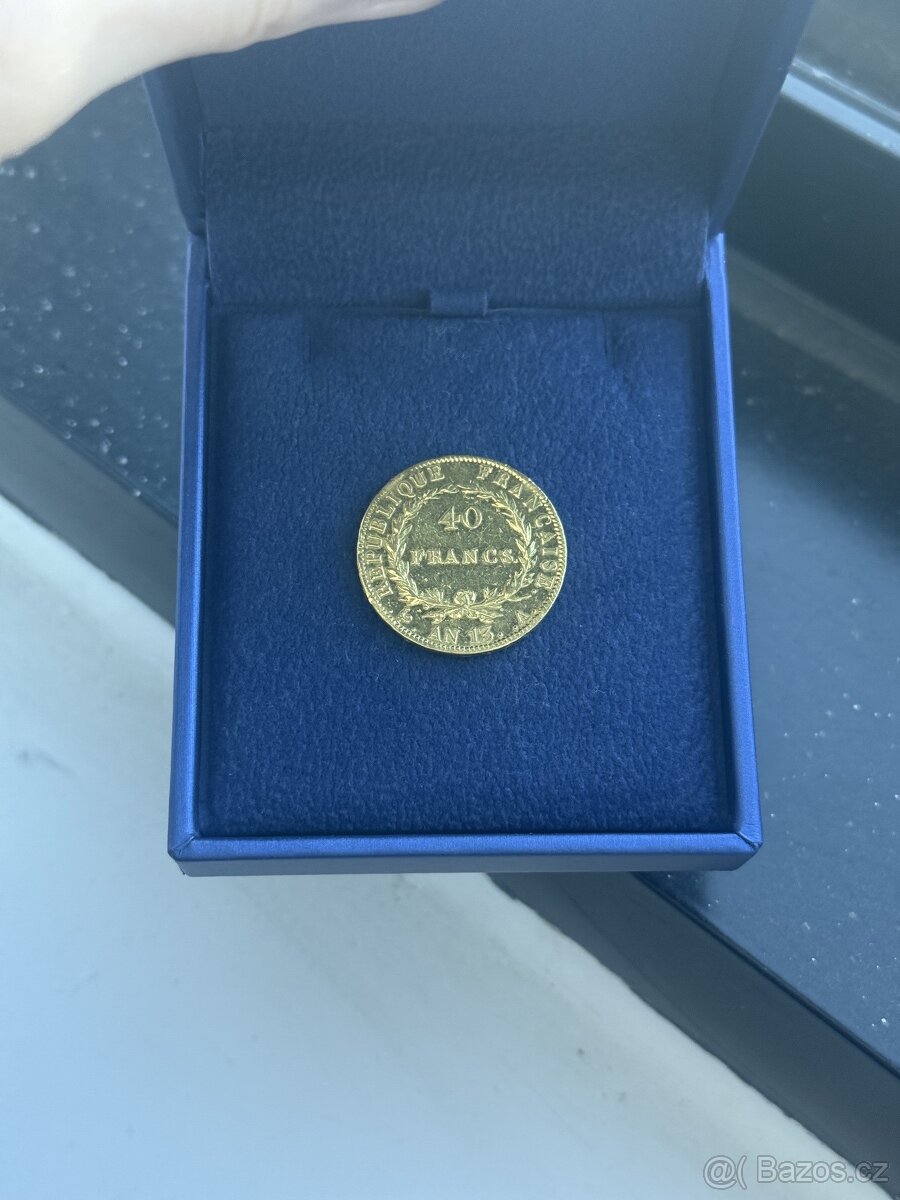 REPUBLIQUE FRANÇAISE.
40
FRANCS.
AN 13. A
Bazos.cz